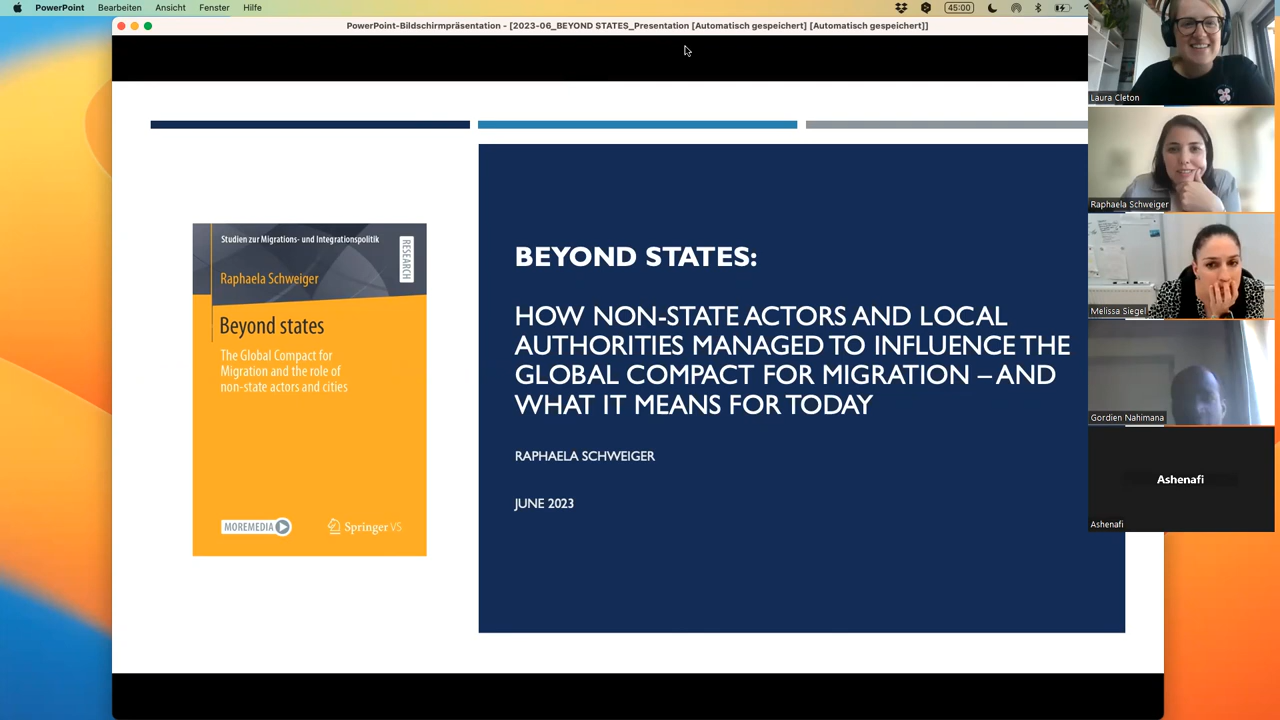 PowerPoint Bearbeiten Ansicht Fenster Hilfe 45:00
PowerPoint-Bildschirmpräsentation - [2023-06_BEYOND STATES_Presentation [Automatisch gespeichert] [Automatisch gespeichert]]
Studien zur Migrations- und Integrationspolitik
RESEARCH
Raphaela Schweiger
Beyond states
The Global Compact for
Migration and the role of
non-state actors and cities
MOREMEDIA
Springer VS
BEYOND STATES:
HOW NON-STATE ACTORS AND LOCAL
AUTHORITIES MANAGED TO INFLUENCE THE
GLOBAL COMPACT FOR MIGRATION – AND
WHAT IT MEANS FOR TODAY
RAPHAELA SCHWEIGER
JUNE 2023
Laura Cleton
Raphaela Schweiger
Melissa Siegel
Gordien Nahimana
Ashenafi
Ashenafi